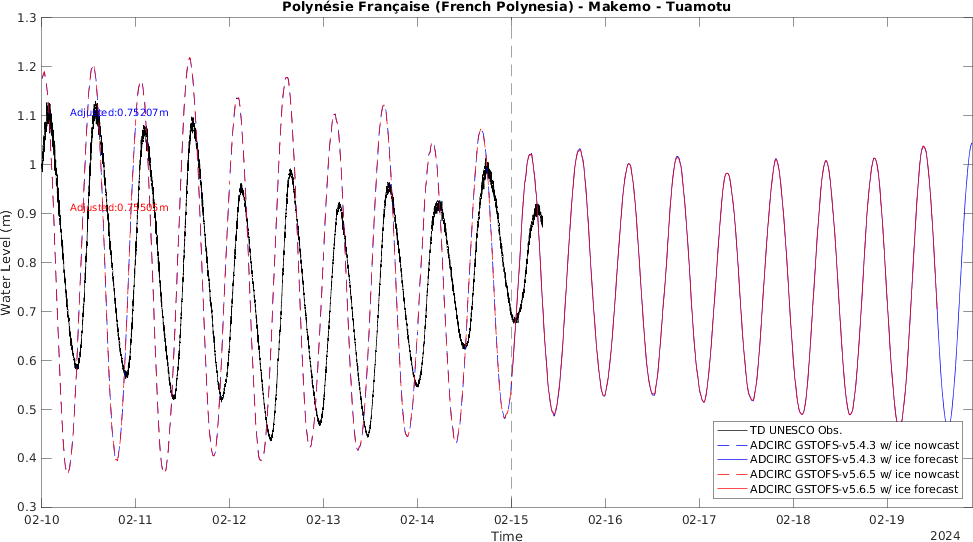 Polynésie Française (French Polynesia) - Makemo - Tuamotu
1.3
1.2
1.1
1
0.9
0.8
0.7
0.6
0.5
0.4
0.3
Water Level (m)
Adjusted:0.75207m
Adjusted:0.75505m
TD UNESCO Obs.
ADCIRC GSTOFS-v5.4.3 w/ ice nowcast
ADCIRC GSTOFS-v5.4.3 w/ ice forecast
ADCIRC GSTOFS-v5.6.5 w/ ice nowcast
ADCIRC GSTOFS-v5.6.5 w/ ice forecast
02-10 02-11 02-12 02-13 02-14 02-15 02-16 02-17 02-18 02-19
Time
2024